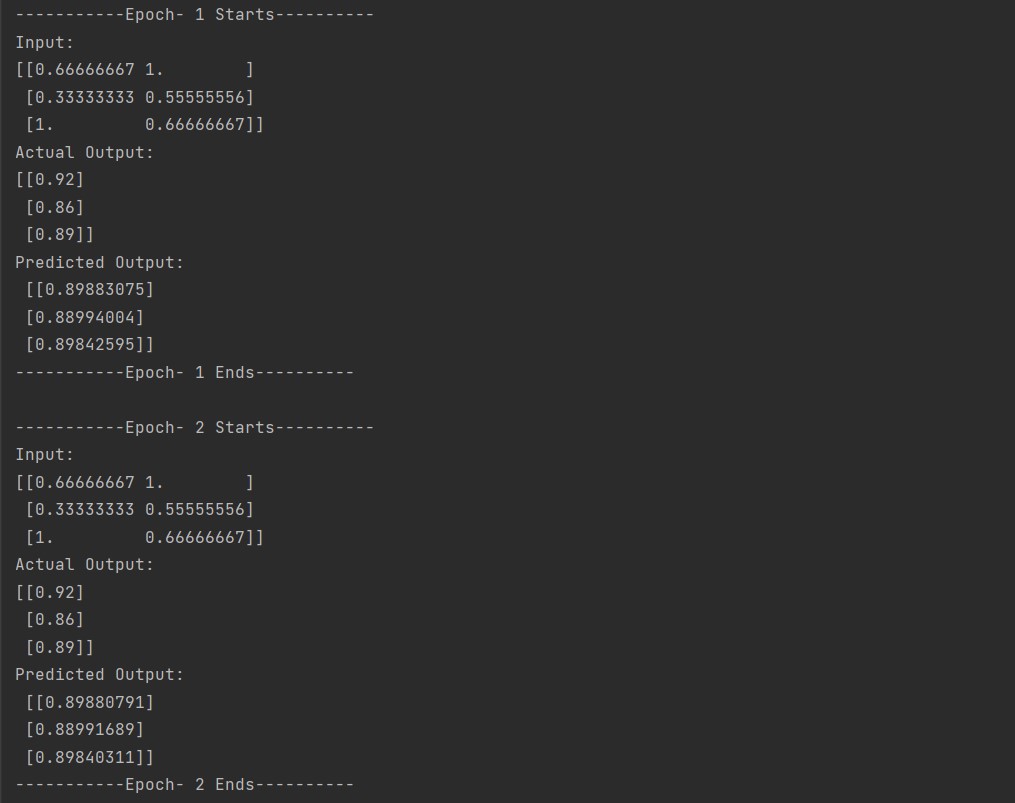 -----------Epoch- 1 Starts----------
Input:
[[0.66666667 1.        ]
 [0.33333333 0.55555556]
 [1.         0.66666667]]
Actual Output:
[[0.92]
 [0.86]
 [0.89]]
Predicted Output:
 [[0.89883075]
 [0.88994004]
 [0.89842595]]
-----------Epoch- 1 Ends----------

-----------Epoch- 2 Starts----------
Input:
[[0.66666667 1.        ]
 [0.33333333 0.55555556]
 [1.         0.66666667]]
Actual Output:
[[0.92]
 [0.86]
 [0.89]]
Predicted Output:
 [[0.89880791]
 [0.88991689]
 [0.89840311]]
-----------Epoch- 2 Ends----------